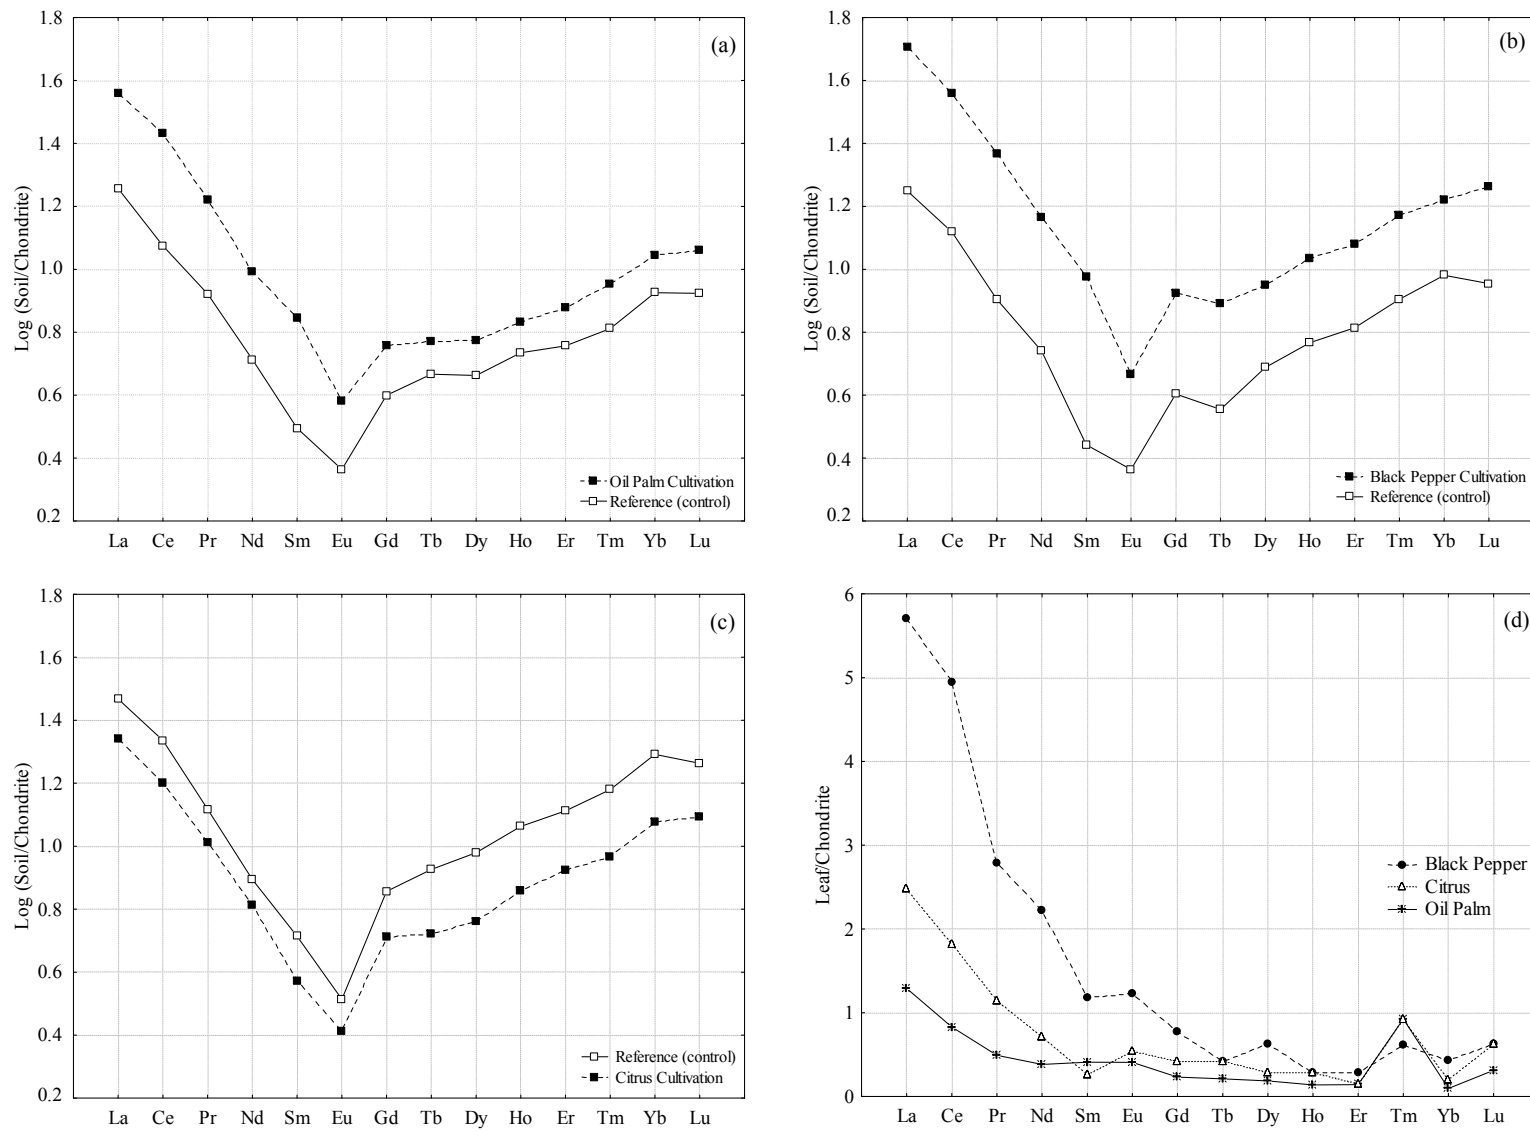 (a)
Log (Soil/Chondrite)
1.8
1.6
1.4
1.2
1.0
0.8
0.6
0.4
0.2
Oil Palm Cultivation
Reference (control)
La Ce Pr Nd Sm Eu Gd Tb Dy Ho Er Tm Yb Lu
(b)
Log (Soil/Chondrite)
1.8
1.6
1.4
1.2
1.0
0.8
0.6
0.4
0.2
Black Pepper Cultivation
Reference (control)
La Ce Pr Nd Sm Eu Gd Tb Dy Ho Er Tm Yb Lu
(c)
Log (Soil/Chondrite)
1.8
1.6
1.4
1.2
1.0
0.8
0.6
0.4
0.2
Reference (control)
Citrus Cultivation
La Ce Pr Nd Sm Eu Gd Tb Dy Ho Er Tm Yb Lu
(d)
Leaf/Chondrite
6
5
4
3
2
1
0
Black Pepper
Citrus
Oil Palm
La Ce Pr Nd Sm Eu Gd Tb Dy Ho Er Tm Yb Lu